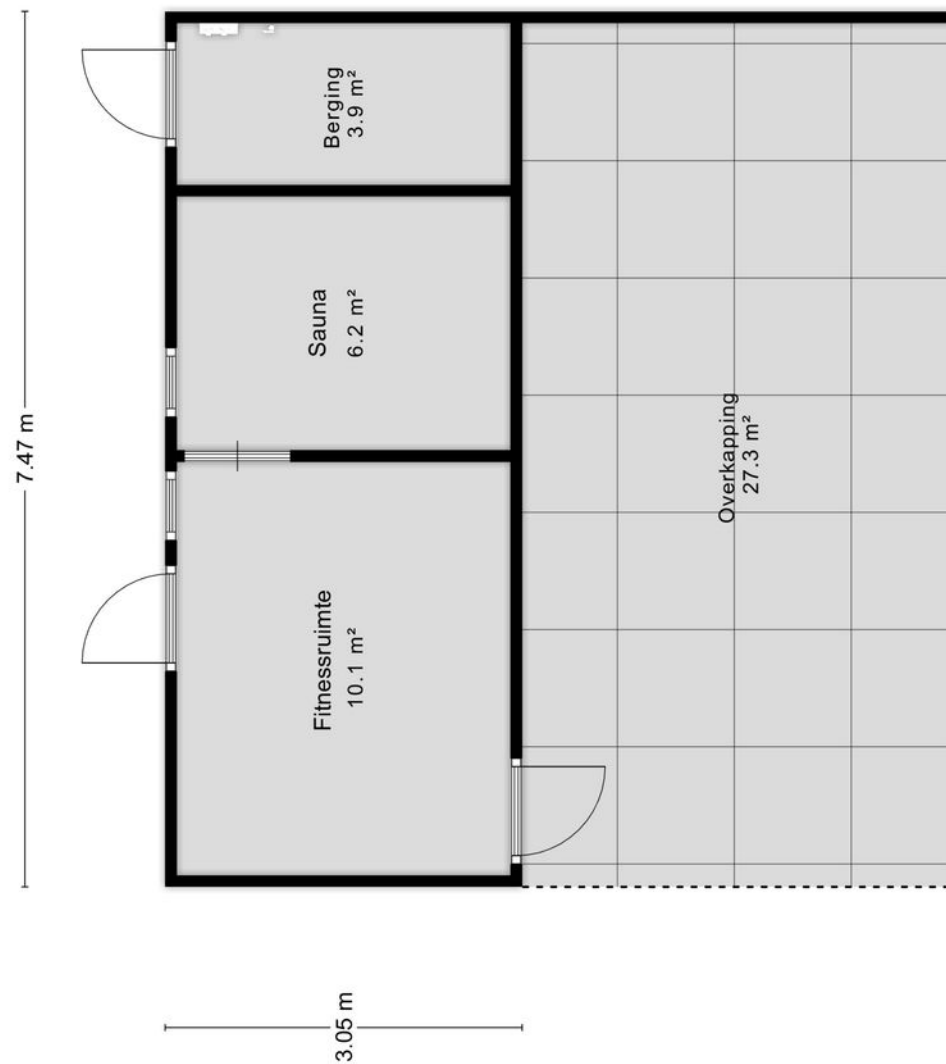 Berging
3.9 m²
Sauna
6.2 m²
7.47 m
Overkapping
27.3 m²
Fitnessruimte
10.1 m²
3.05 m